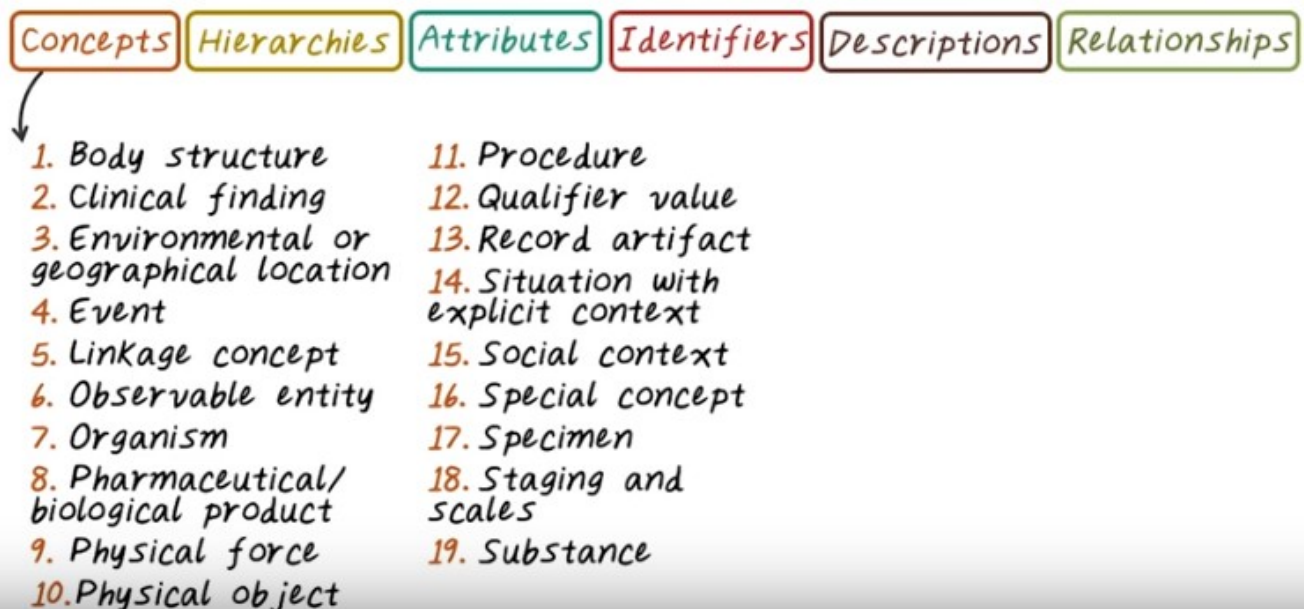 Concepts Hierarchies Attributes Identifiers Descriptions Relationships
1. Body structure
2. Clinical finding
3. Environmental or
geographical location
4. Event
5. Linkage concept
6. Observable entity
7. Organism
8. Pharmaceutical/
biological product
9. Physical force
10. Physical object
11. Procedure
12. Qualifier value
13. Record artifact
14. Situation with
explicit context
15. Social context
16. Special concept
17. Specimen
18. Staging and
scales
19. Substance